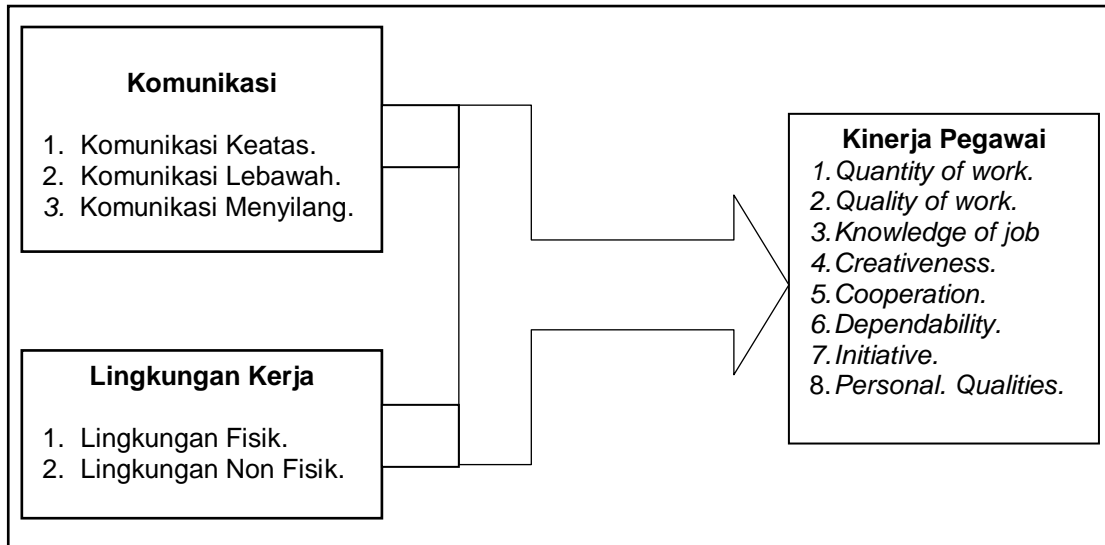 Komunikasi
1. Komunikasi Keatas.
2. Komunikasi Lebawah.
3. Komunikasi Menyilang.
Lingkungan Kerja
1. Lingkungan Fisik.
2. Lingkungan Non Fisik.
Kinerja Pegawai
1. Quantity of work.
2. Quality of work.
3. Knowledge of job
4. Creativeness.
5. Cooperation.
6. Dependability.
7. Initiative.
8. Personal. Qualities.